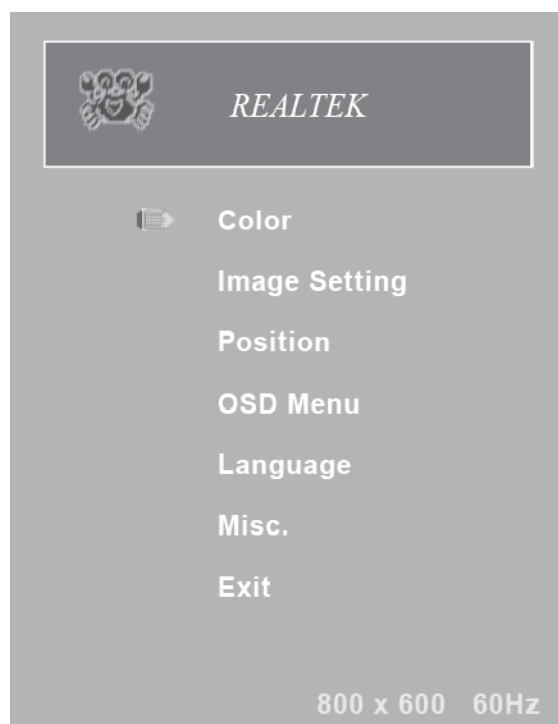 REALTEK
Color
Image Setting
Position
OSD Menu
Language
Misc.
Exit
800 x 600 60Hz